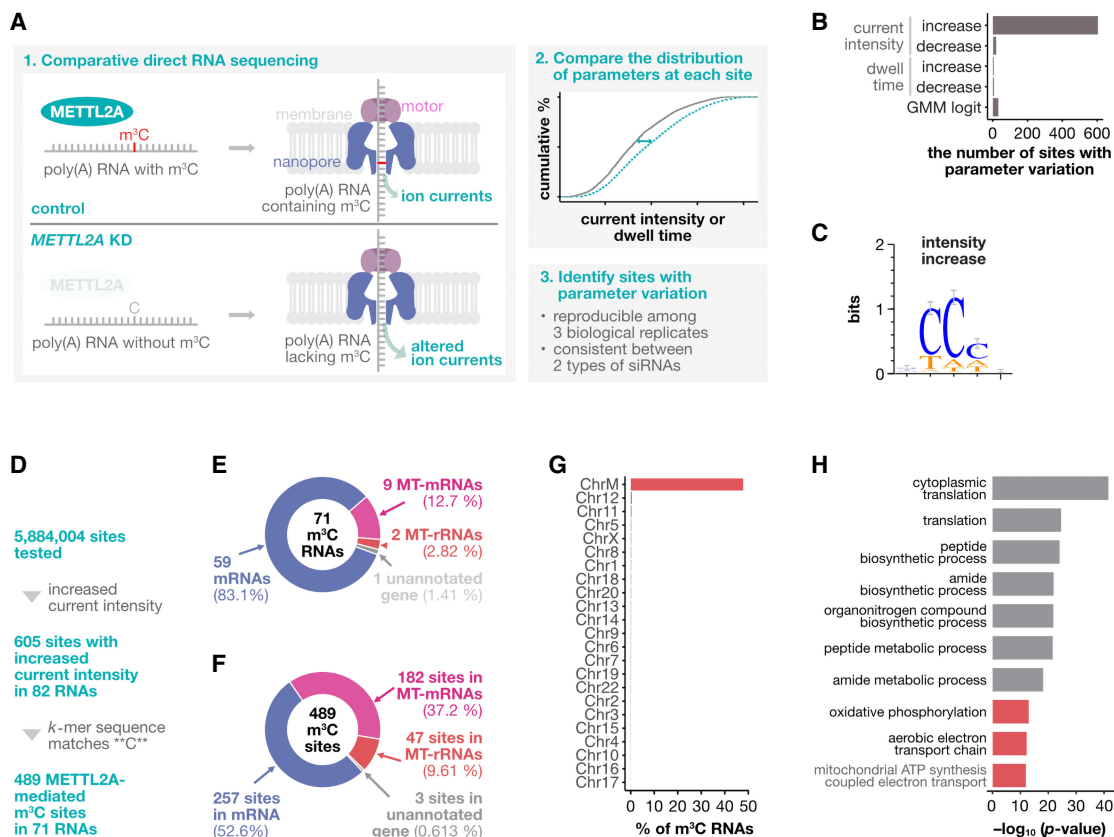 A
1. Comparative direct RNA sequencing
METTL2A
m³C
poly(A) RNA with m³C
control
membrane
motor
nanopore
poly(A) RNA
containing m³C
ion currents
METTL2A KD
METTL2A
C
poly(A) RNA without m³C
poly(A) RNA
lacking m³C
altered
ion currents
2. Compare the distribution
of parameters at each site
cumulative %
current intensity or
dwell time
3. Identify sites with
parameter variation
• reproducible among
3 biological replicates
• consistent between
2 types of siRNAs
B
current
intensity
increase
decrease
dwell
time
increase
decrease
GMM logit
0 200 400 600
the number of sites with
parameter variation
C
intensity
increase
bits
2
1
0
C C C
T A A
D
5,884,004 sites
tested
increased
current intensity
605 sites with
increased
current intensity
in 82 RNAs
k-mer sequence
matches **C**
489 METTL2A-
mediated
m³C sites
in 71 RNAs
E
71
m³C
RNAs
9 MT-mRNAs
(12.7 %)
2 MT-rRNAs
(2.82 %)
1 unannotated
gene (1.41 %)
59
mRNAs
(83.1%)
F
489
m³C
sites
182 sites in
MT-mRNAs
(37.2 %)
47 sites in
MT-rRNAs
(9.61 %)
3 sites in
unannotated
gene (0.613 %)
257 sites
in mRNA
(52.6%)
G
ChrM
Chr12
Chr11
Chr5
ChrX
Chr8
Chr1
Chr18
Chr20
Chr13
Chr14
Chr9
Chr6
Chr7
Chr19
Chr22
Chr2
Chr3
Chr15
Chr4
Chr10
Chr16
Chr17
0 10 20 30 40 50
% of m³C RNAs
H
cytoplasmic
translation
translation
peptide
biosynthetic process
amide
biosynthetic process
organonitrogen compound
biosynthetic process
peptide metabolic process
amide metabolic process
oxidative phosphorylation
aerobic electron
transport chain
mitochondrial ATP synthesis
coupled electron transport
0 10 20 30 40
−log₁₀ (p-value)